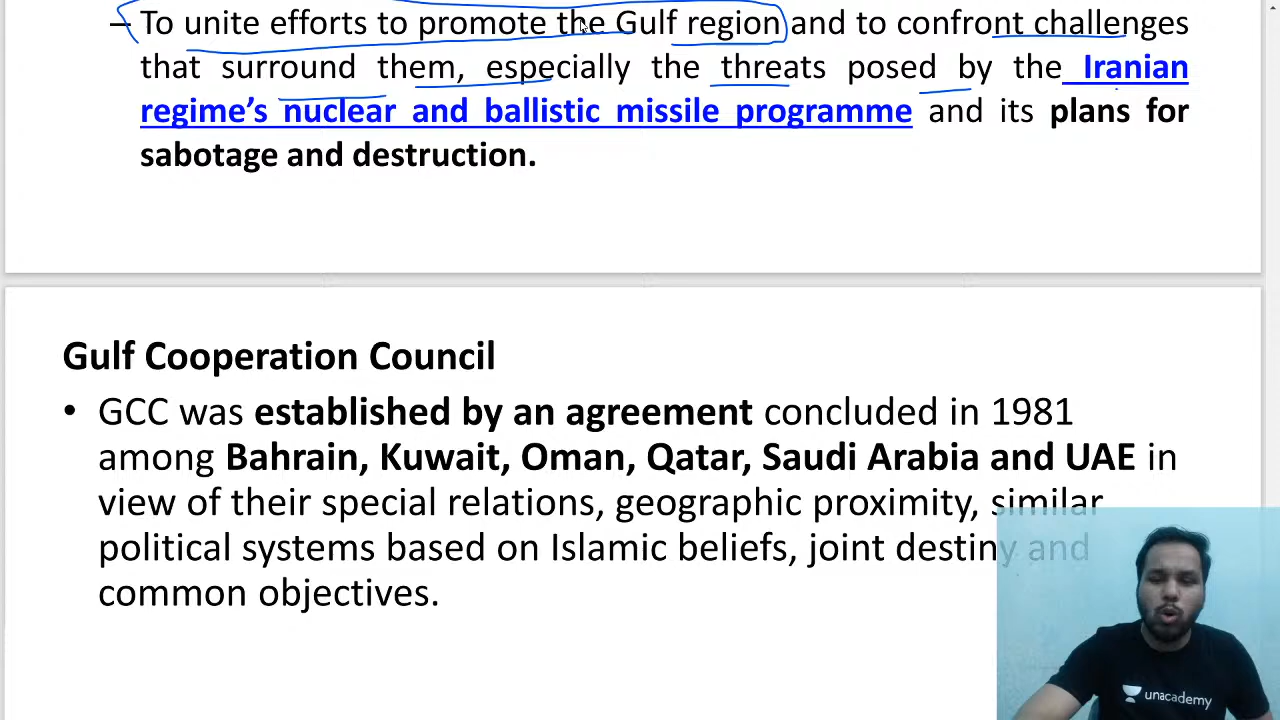 – To unite efforts to promote the Gulf region and to confront challenges
that surround them, especially the threats posed by the Iranian
regime’s nuclear and ballistic missile programme and its plans for
sabotage and destruction.
Gulf Cooperation Council
• GCC was established by an agreement concluded in 1981
among Bahrain, Kuwait, Oman, Qatar, Saudi Arabia and UAE in
view of their special relations, geographic proximity, similar
political systems based on Islamic beliefs, joint destiny and
common objectives.
unacademy